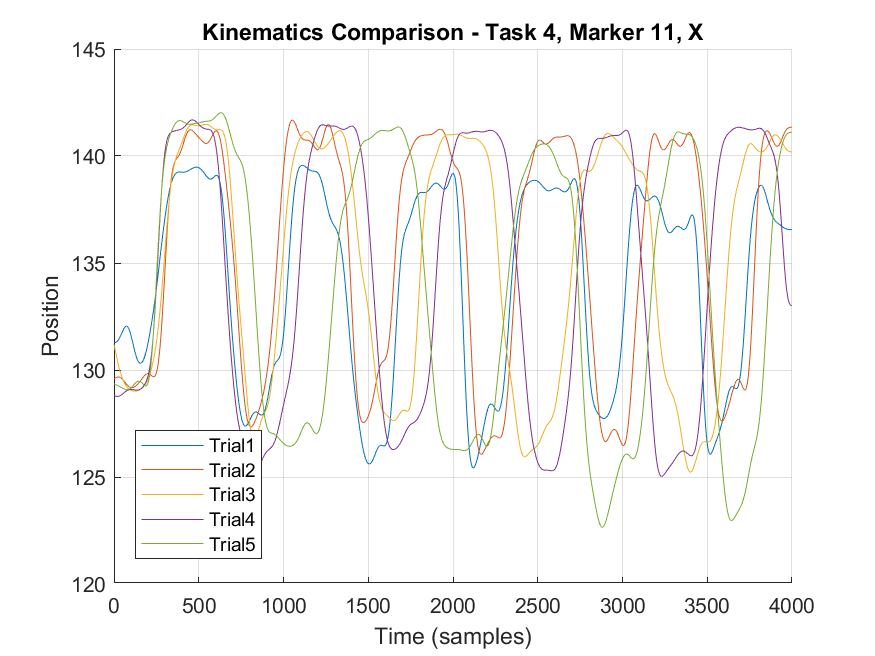 Kinematics Comparison - Task 4, Marker 11, X
145
140
135
130
125
120
Position
Trial1
Trial2
Trial3
Trial4
Trial5
0 500 1000 1500 2000 2500 3000 3500 4000
Time (samples)